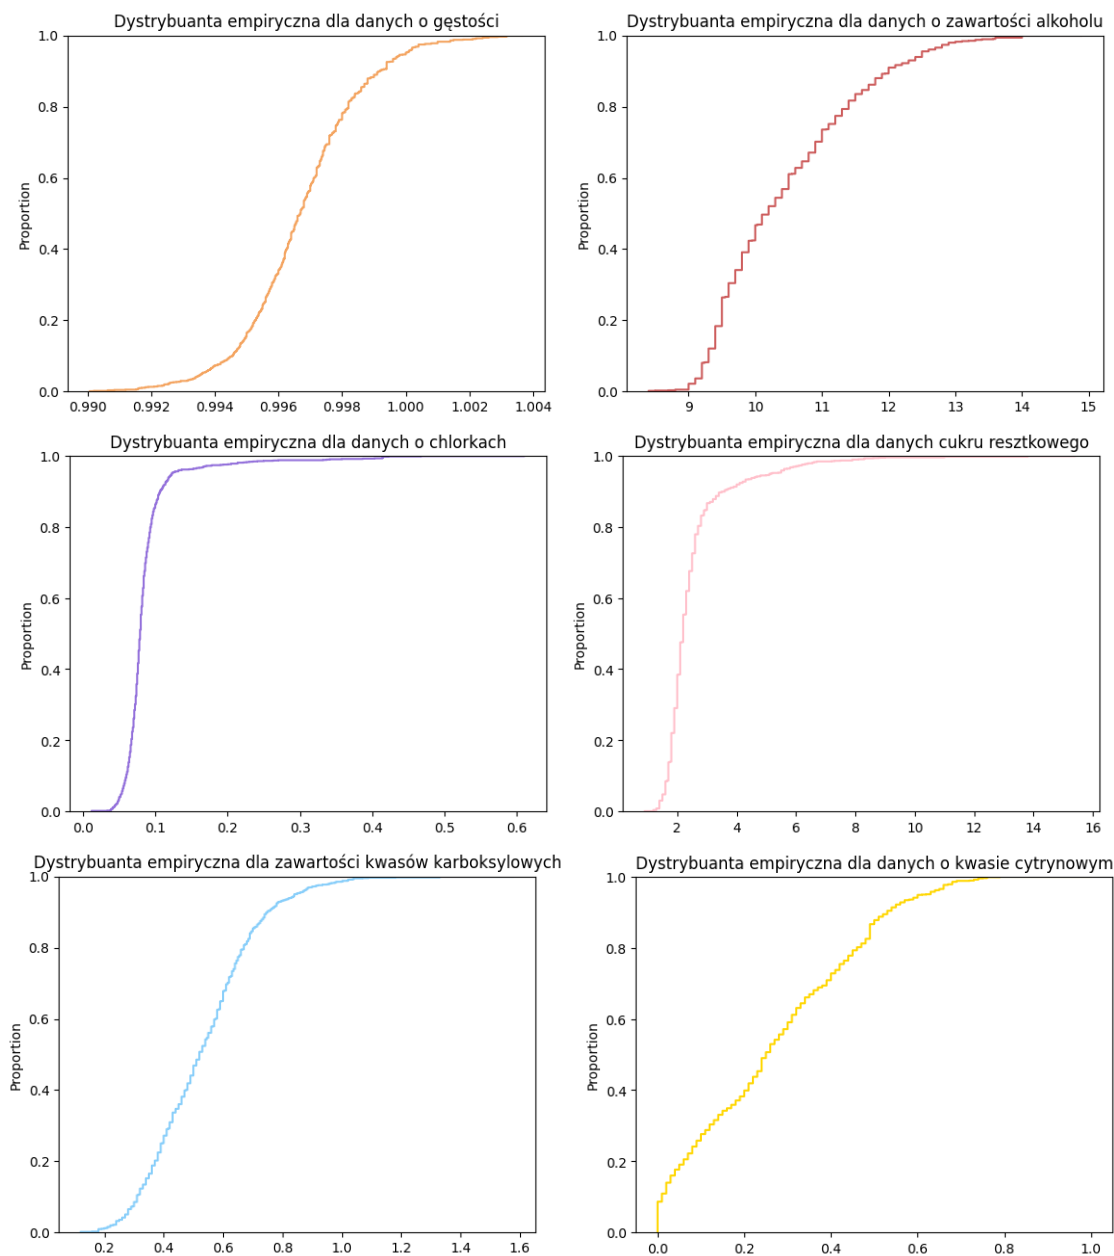 Dystrybuanta empiryczna dla danych o gęstości
1.0
0.8
0.6
0.4
0.2
0.0
Proportion
0.990 0.992 0.994 0.996 0.998 1.000 1.002 1.004
Dystrybuanta empiryczna dla danych o zawartości alkoholu
1.0
0.8
0.6
0.4
0.2
0.0
Proportion
9 10 11 12 13 14 15
Dystrybuanta empiryczna dla danych o chlorkach
1.0
0.8
0.6
0.4
0.2
0.0
Proportion
0.0 0.1 0.2 0.3 0.4 0.5 0.6
Dystrybuanta empiryczna dla danych cukru resztkowego
1.0
0.8
0.6
0.4
0.2
0.0
Proportion
2 4 6 8 10 12 14 16
Dystrybuanta empiryczna dla zawartości kwasów karboksylowych
1.0
0.8
0.6
0.4
0.2
0.0
Proportion
0.2 0.4 0.6 0.8 1.0 1.2 1.4 1.6
Dystrybuanta empiryczna dla danych o kwasie cytrynowym
1.0
0.8
0.6
0.4
0.2
0.0
Proportion
0.0 0.2 0.4 0.6 0.8 1.0